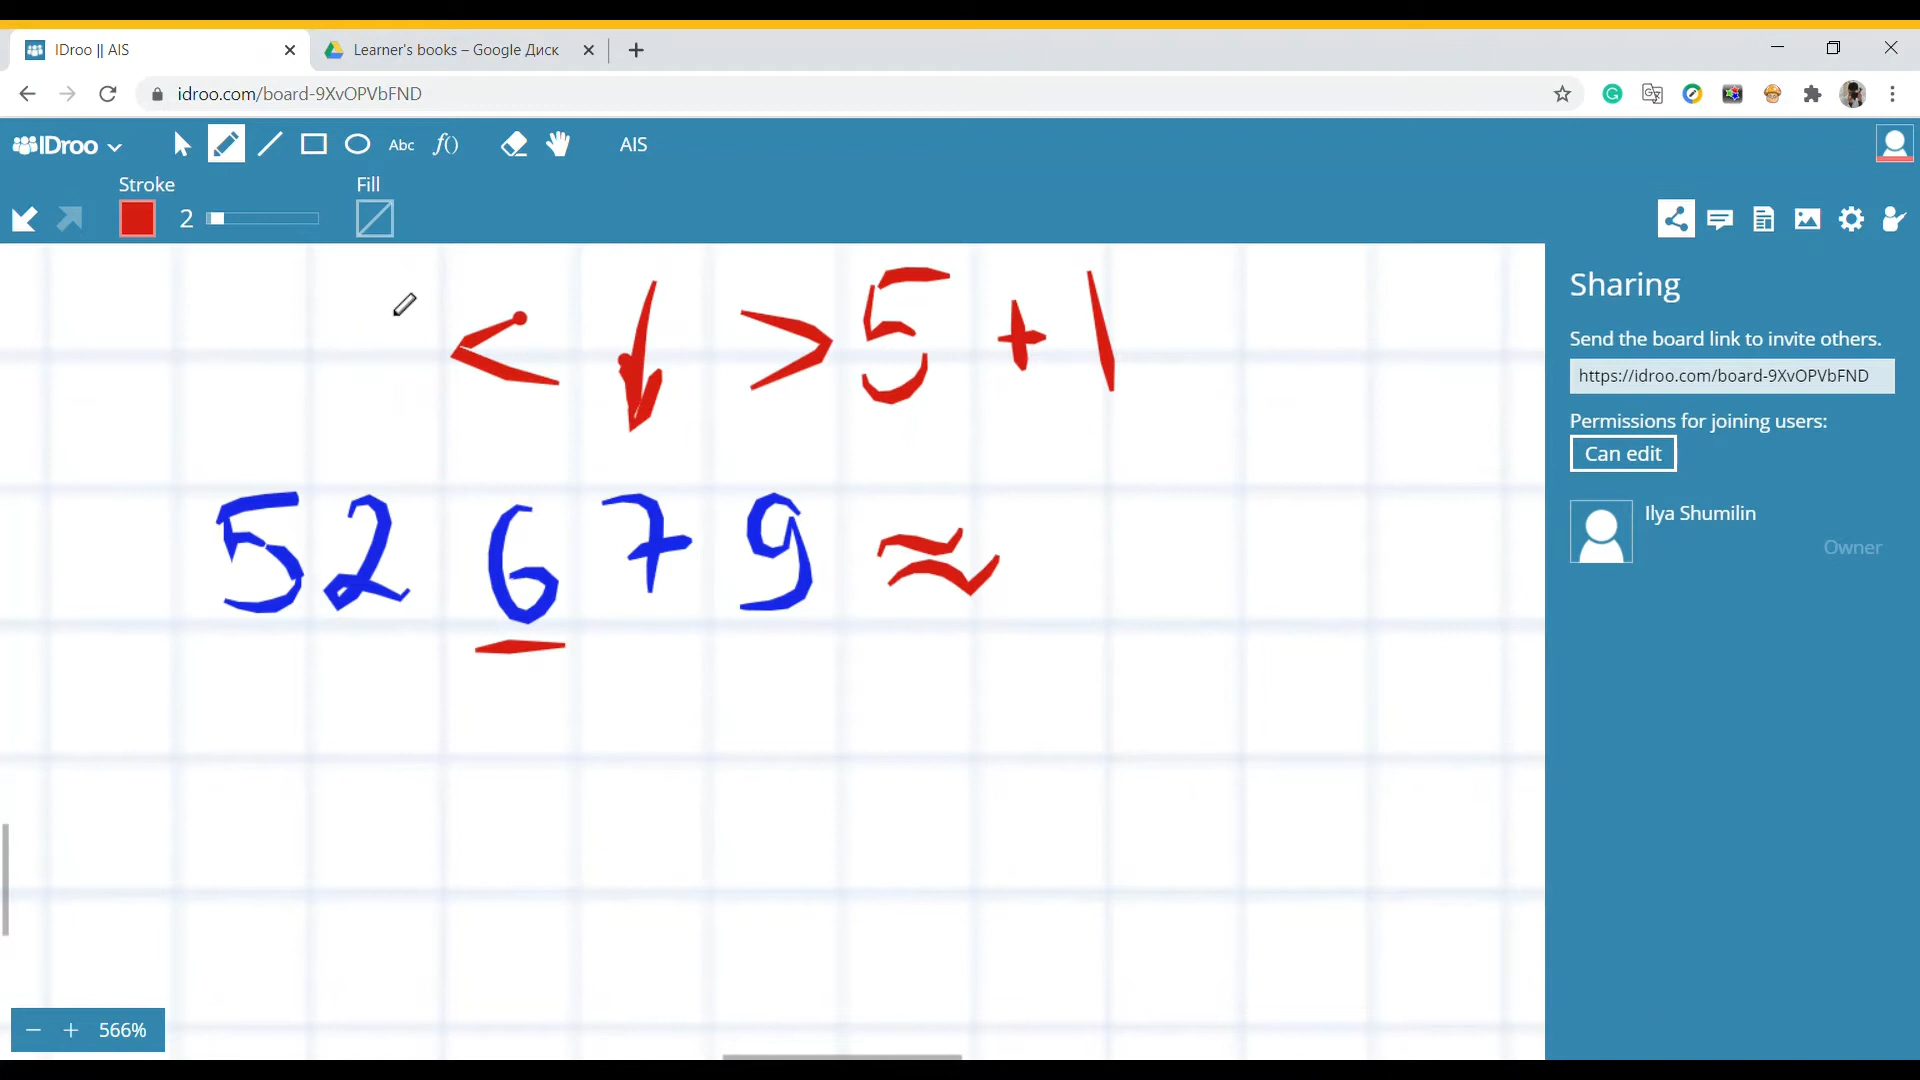 IDroo || AIS
Learner's books – Google Диск
idroo.com/board-9XvOPVbFND
IDroo
Abc
f()
AIS
Stroke
Fill
2
Sharing
Send the board link to invite others.
https://idroo.com/board-9XvOPVbFND
Permissions for joining users:
Can edit
Ilya Shumilin
Owner
< ↓ > 5 + 1
52 6 7 9 ≈
566%